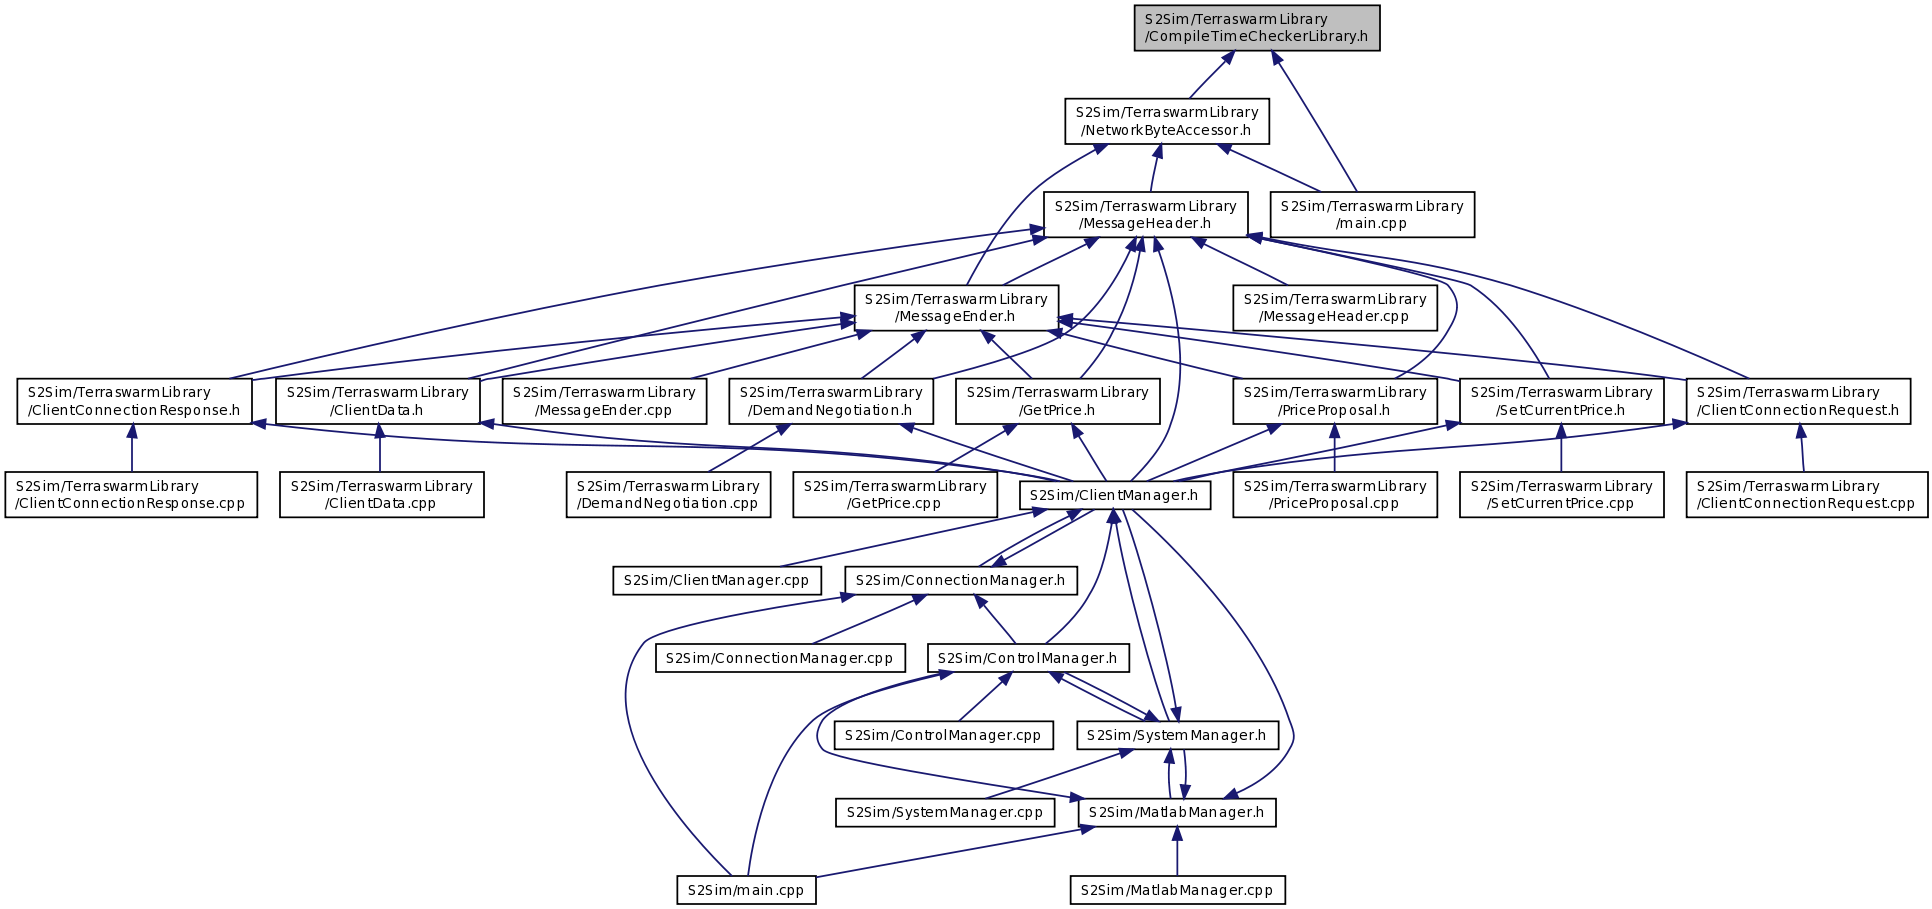 S2Sim/TerraswarmLibrary
/CompileTimeCheckerLibrary.h
S2Sim/TerraswarmLibrary
/NetworkByteAccessor.h
S2Sim/TerraswarmLibrary
/MessageHeader.h
S2Sim/TerraswarmLibrary
/main.cpp
S2Sim/TerraswarmLibrary
/MessageEnder.h
S2Sim/TerraswarmLibrary
/MessageHeader.cpp
S2Sim/TerraswarmLibrary
/ClientConnectionResponse.h
S2Sim/TerraswarmLibrary
/ClientData.h
S2Sim/TerraswarmLibrary
/MessageEnder.cpp
S2Sim/TerraswarmLibrary
/DemandNegotiation.h
S2Sim/TerraswarmLibrary
/GetPrice.h
S2Sim/TerraswarmLibrary
/PriceProposal.h
S2Sim/TerraswarmLibrary
/SetCurrentPrice.h
S2Sim/TerraswarmLibrary
/ClientConnectionRequest.h
S2Sim/TerraswarmLibrary
/ClientConnectionResponse.cpp
S2Sim/TerraswarmLibrary
/ClientData.cpp
S2Sim/TerraswarmLibrary
/DemandNegotiation.cpp
S2Sim/TerraswarmLibrary
/GetPrice.cpp
S2Sim/ClientManager.h
S2Sim/TerraswarmLibrary
/PriceProposal.cpp
S2Sim/TerraswarmLibrary
/SetCurrentPrice.cpp
S2Sim/TerraswarmLibrary
/ClientConnectionRequest.cpp
S2Sim/ClientManager.cpp
S2Sim/ConnectionManager.h
S2Sim/ConnectionManager.cpp
S2Sim/ControlManager.h
S2Sim/ControlManager.cpp
S2Sim/SystemManager.h
S2Sim/SystemManager.cpp
S2Sim/MatlabManager.h
S2Sim/main.cpp
S2Sim/MatlabManager.cpp